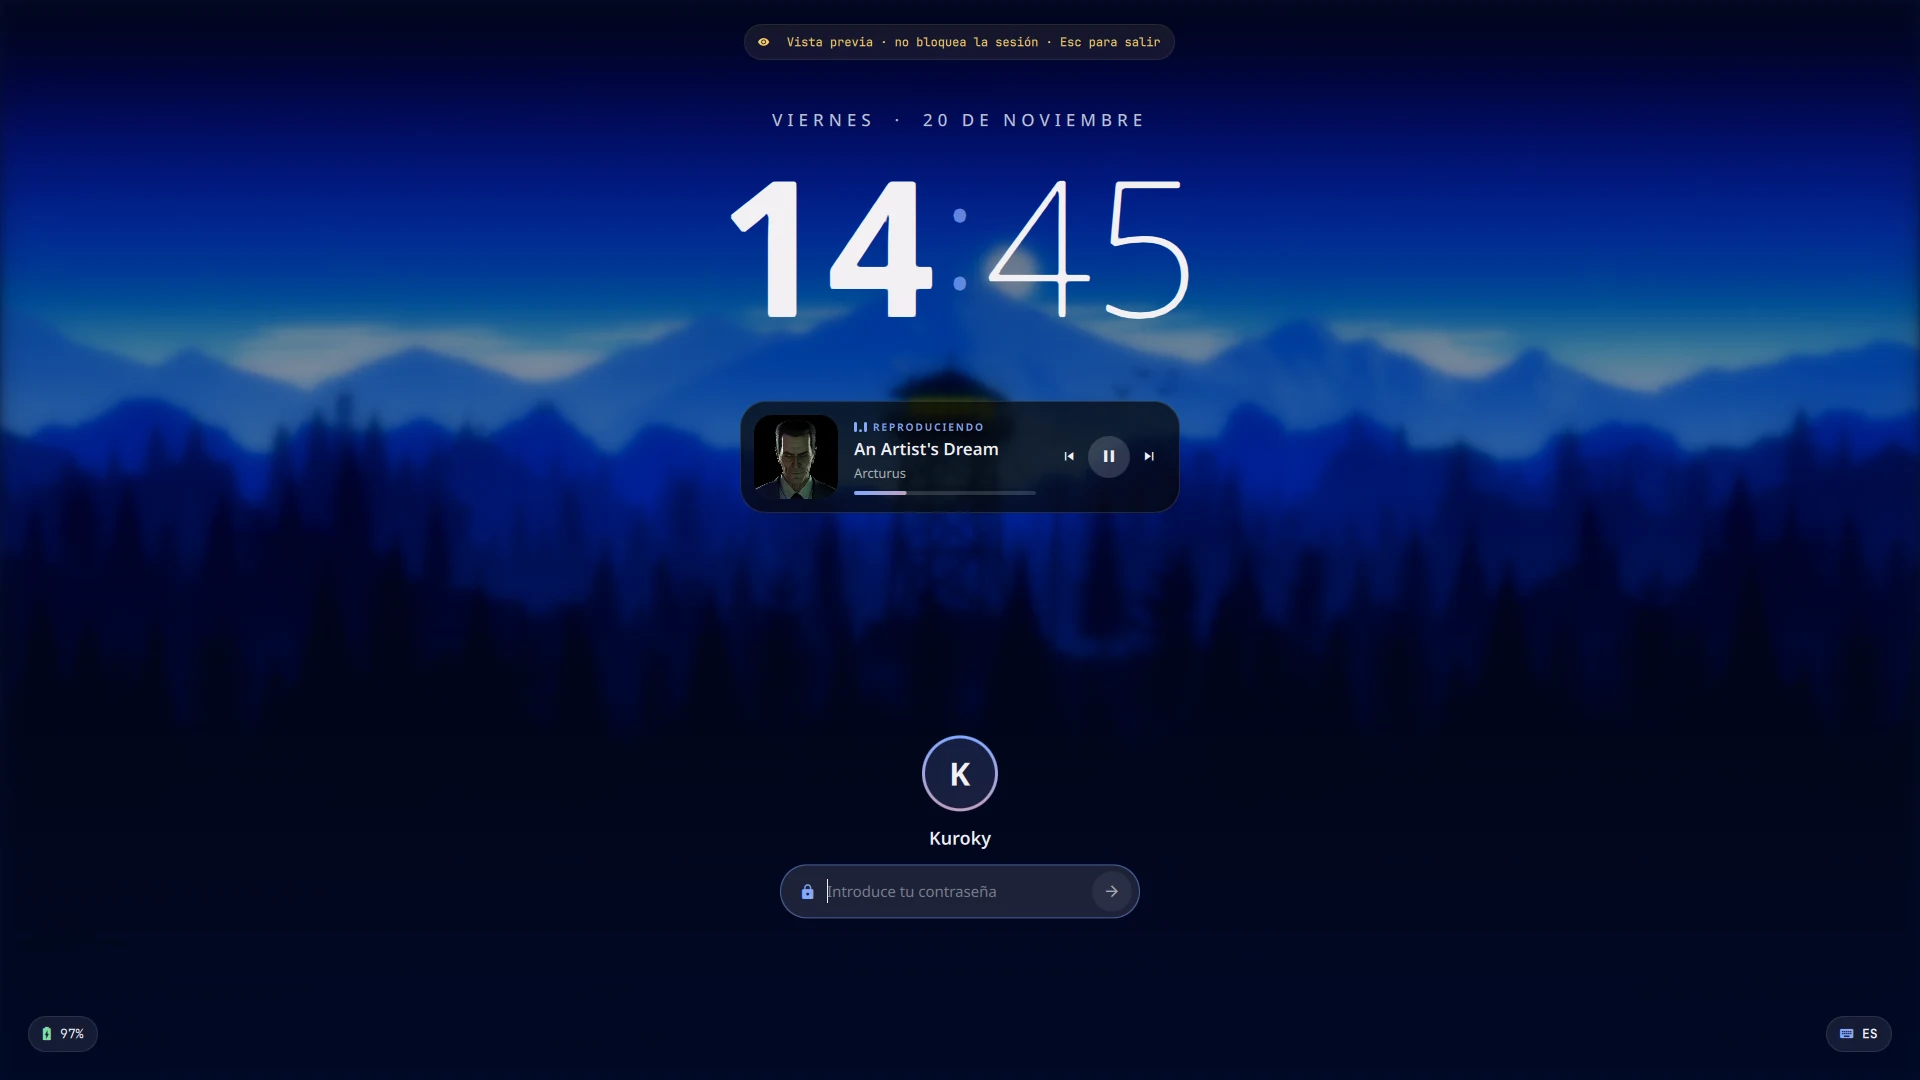 Vista previa · no bloquea la sesión · Esc para salir
VIERNES · 20 DE NOVIEMBRE
14:45
REPRODUCIENDO
An Artist's Dream
Arcturus
K
Kuroky
Introduce tu contraseña
97%
ES